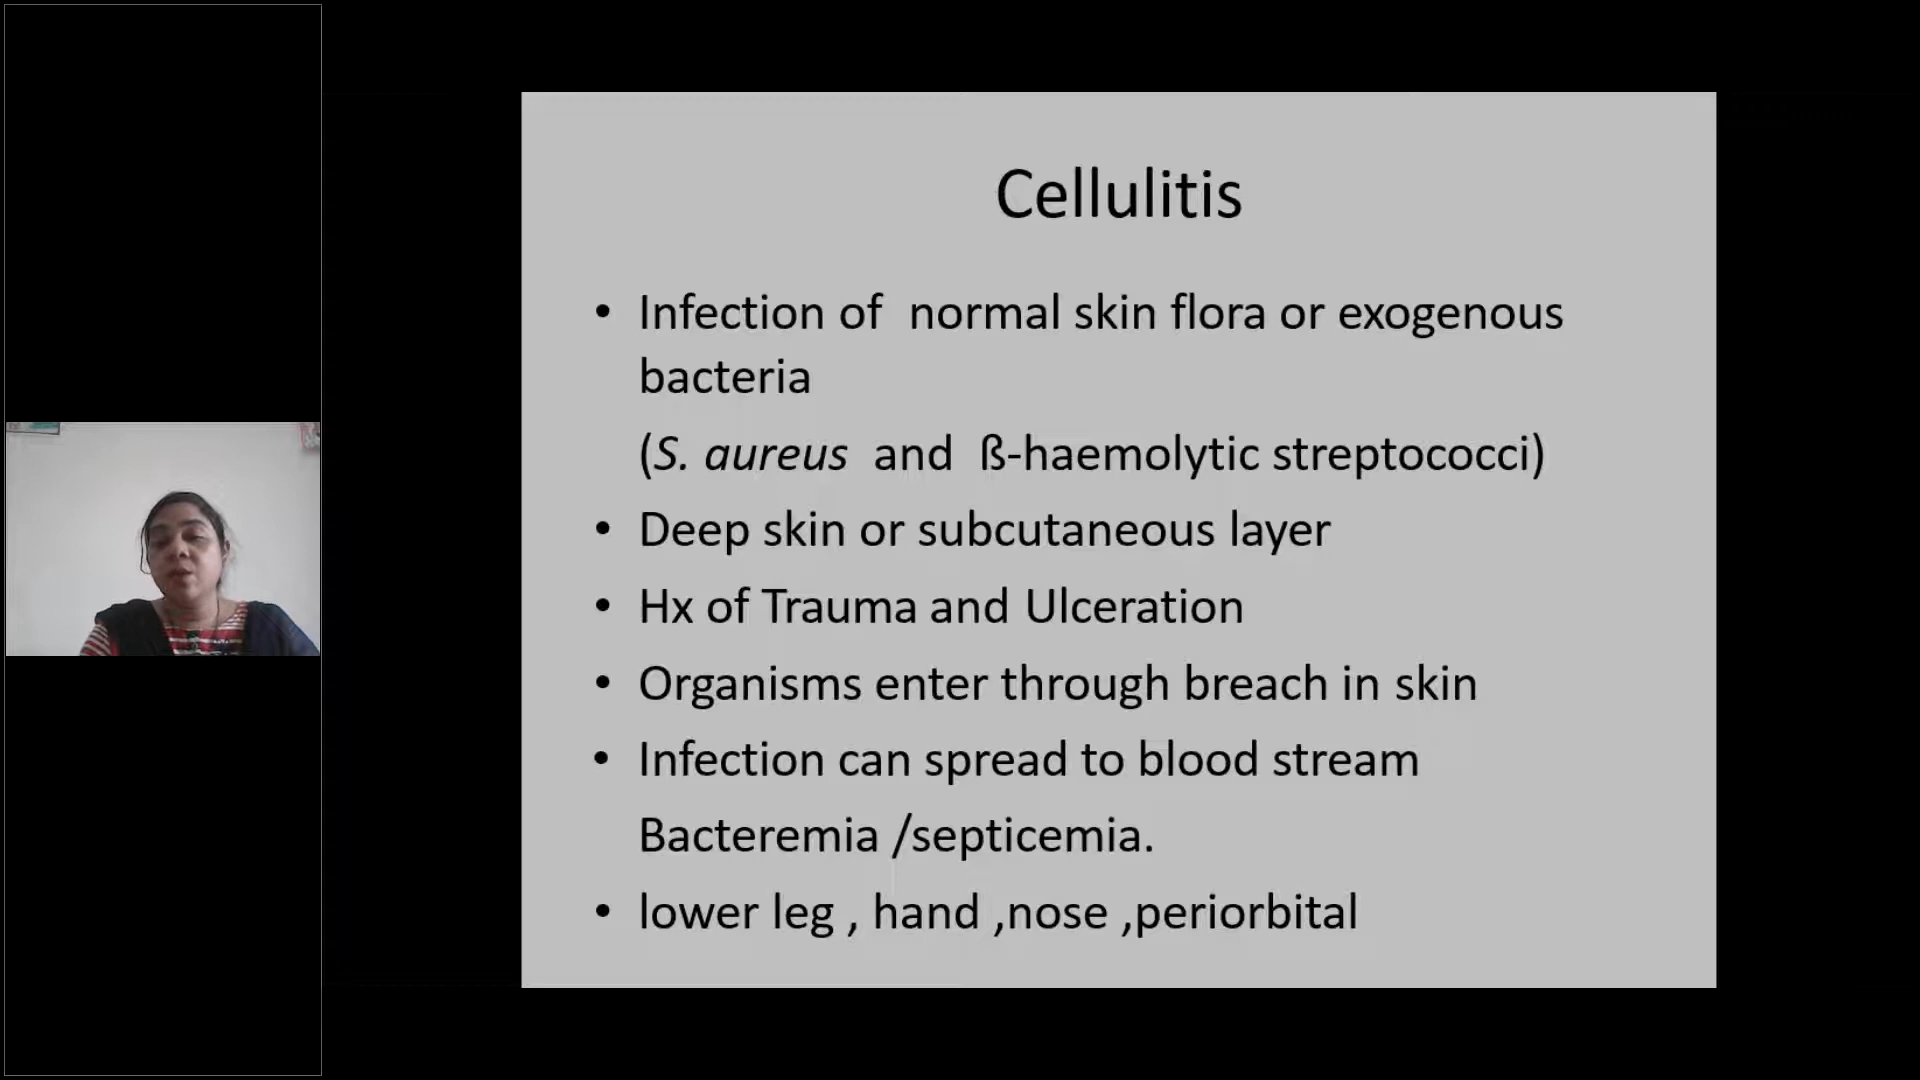 Cellulitis
• Infection of normal skin flora or exogenous
bacteria
(S. aureus and ß-haemolytic streptococci)
• Deep skin or subcutaneous layer
• Hx of Trauma and Ulceration
• Organisms enter through breach in skin
• Infection can spread to blood stream
Bacteremia /septicemia.
• lower leg , hand ,nose ,periorbital